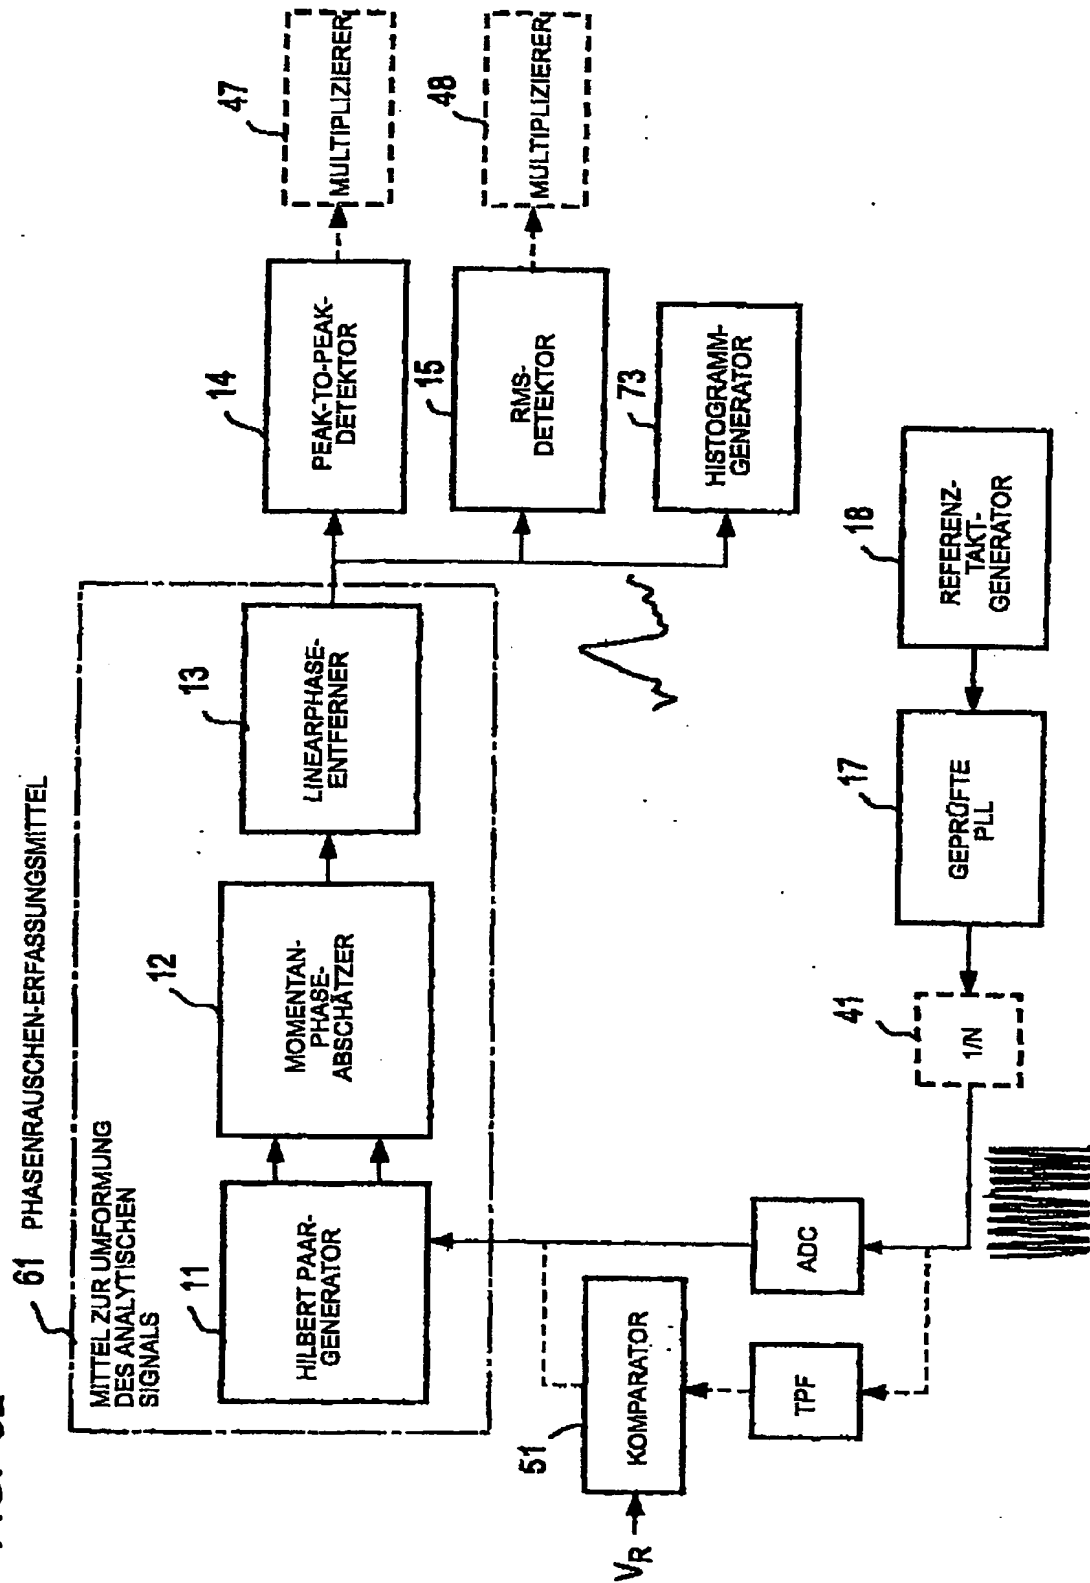 61 PHASENRAUSCHEN-ERFASSUNGSMITTEL
MITTEL ZUR UMFORMUNG
DES ANALYTISCHEN
SIGNALS
11
HILBERT PAAR-
GENERATOR
12
MOMENTAN-
PHASE-
ABSCHÄTZER
13
LINEARPHASE-
ENTFERNER
14
PEAK-TO-PEAK-
DETEKTOR
47
MULTIPLIZIERER
15
RMS-
DETEKTOR
48
MULTIPLIZIERER
73
HISTOGRAMM-
GENERATOR
51
KOMPARATOR
VR
TPF
ADC
41
1/N
17
GEPRÜFTE
PLL
18
REFERENZ-
TAKT-
GENERATOR